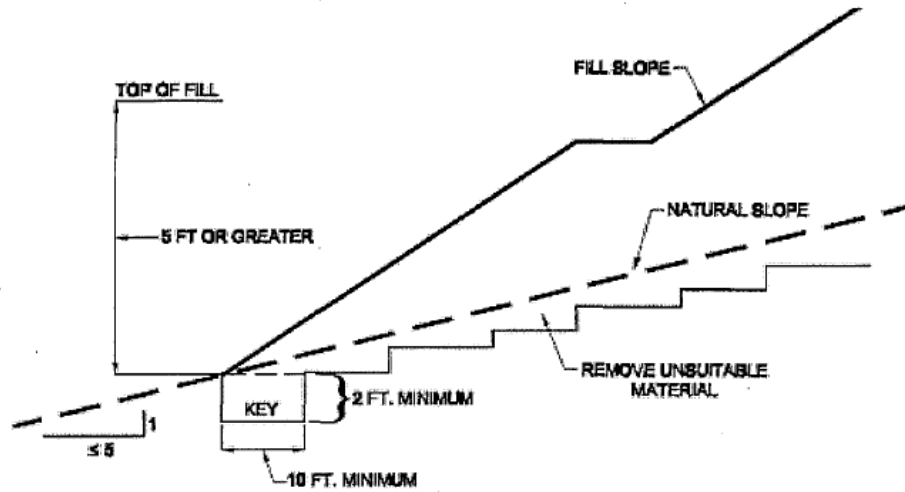 FILL SLOPE
TOP OF FILL
5 FT OR GREATER
NATURAL SLOPE
REMOVE UNSUITABLE
MATERIAL
KEY
2 FT. MINIMUM
1
≤ 5
10 FT. MINIMUM